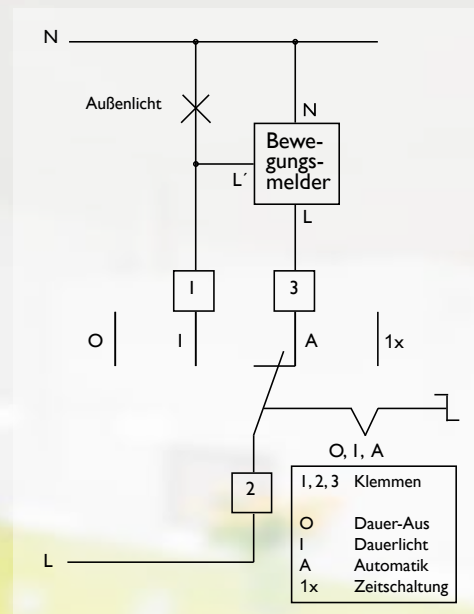 N
Außenlicht
N
Bewe-
gungs-
melder
L´
L
1
3
O
I
A
1x
O, I, A
2
L
1, 2, 3 Klemmen
O Dauer-Aus
I Dauerlicht
A Automatik
1x Zeitschaltung